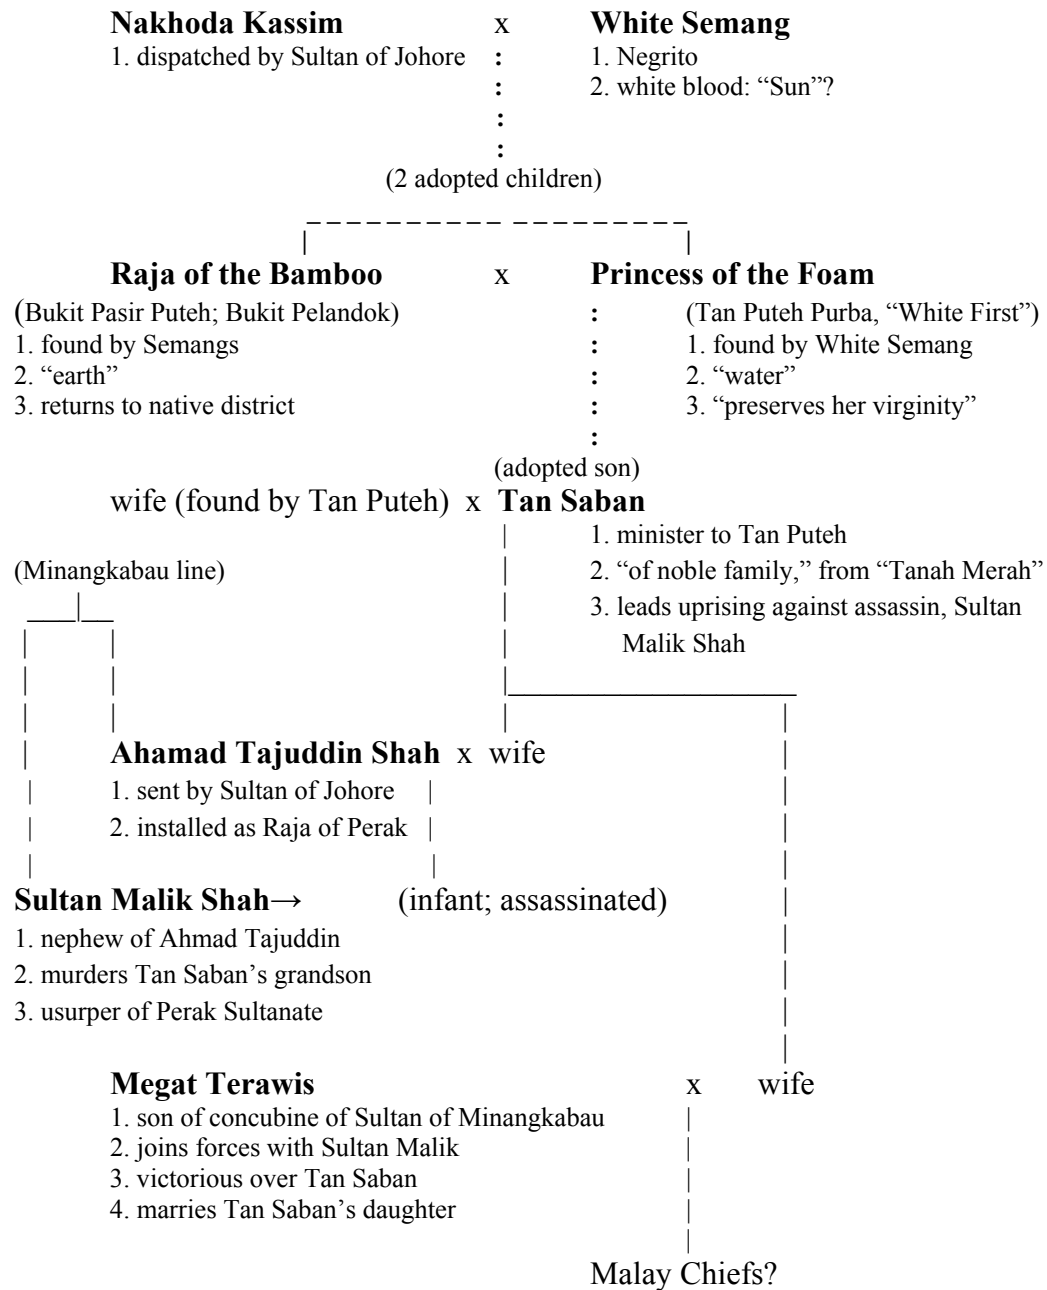 Nakhoda Kassim x White Semang
1. dispatched by Sultan of Johore : 1. Negrito
: 2. white blood: “Sun”?
:
:
(2 adopted children)
Raja of the Bamboo x Princess of the Foam
(Bukit Pasir Puteh; Bukit Pelandok) : (Tan Puteh Purba, “White First”)
1. found by Semangs : 1. found by White Semang
2. “earth” : 2. “water”
3. returns to native district : 3. “preserves her virginity”
:
(adopted son)
wife (found by Tan Puteh) x Tan Saban
1. minister to Tan Puteh
(Minangkabau line) 2. “of noble family,” from “Tanah Merah”
3. leads uprising against assassin, Sultan
Malik Shah
Ahamad Tajuddin Shah x wife
1. sent by Sultan of Johore
2. installed as Raja of Perak
Sultan Malik Shah→ (infant; assassinated)
1. nephew of Ahmad Tajuddin
2. murders Tan Saban’s grandson
3. usurper of Perak Sultanate
Megat Terawis x wife
1. son of concubine of Sultan of Minangkabau
2. joins forces with Sultan Malik
3. victorious over Tan Saban
4. marries Tan Saban’s daughter
Malay Chiefs?